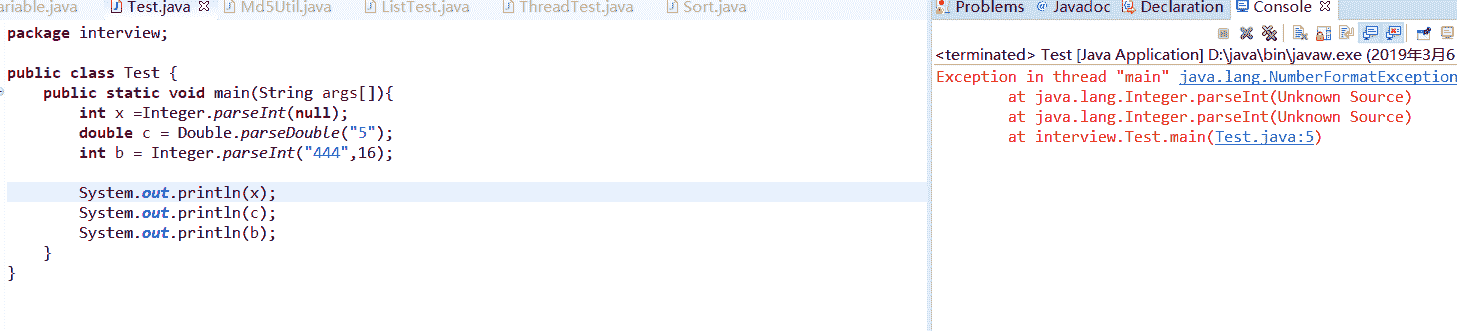 ariable.java Test.java Md5Util.java ListTest.java ThreadTest.java Sort.java
package interview;
public class Test {
public static void main(String args[]){
int x =Integer.parseInt(null);
double c = Double.parseDouble("5");
int b = Integer.parseInt("444",16);
System.out.println(x);
System.out.println(c);
System.out.println(b);
}
}
Problems @ Javadoc Declaration Console
<terminated> Test [Java Application] D:\java\bin\javaw.exe (2019年3月6
Exception in thread "main" java.lang.NumberFormatException
at java.lang.Integer.parseInt(Unknown Source)
at java.lang.Integer.parseInt(Unknown Source)
at interview.Test.main(Test.java:5)